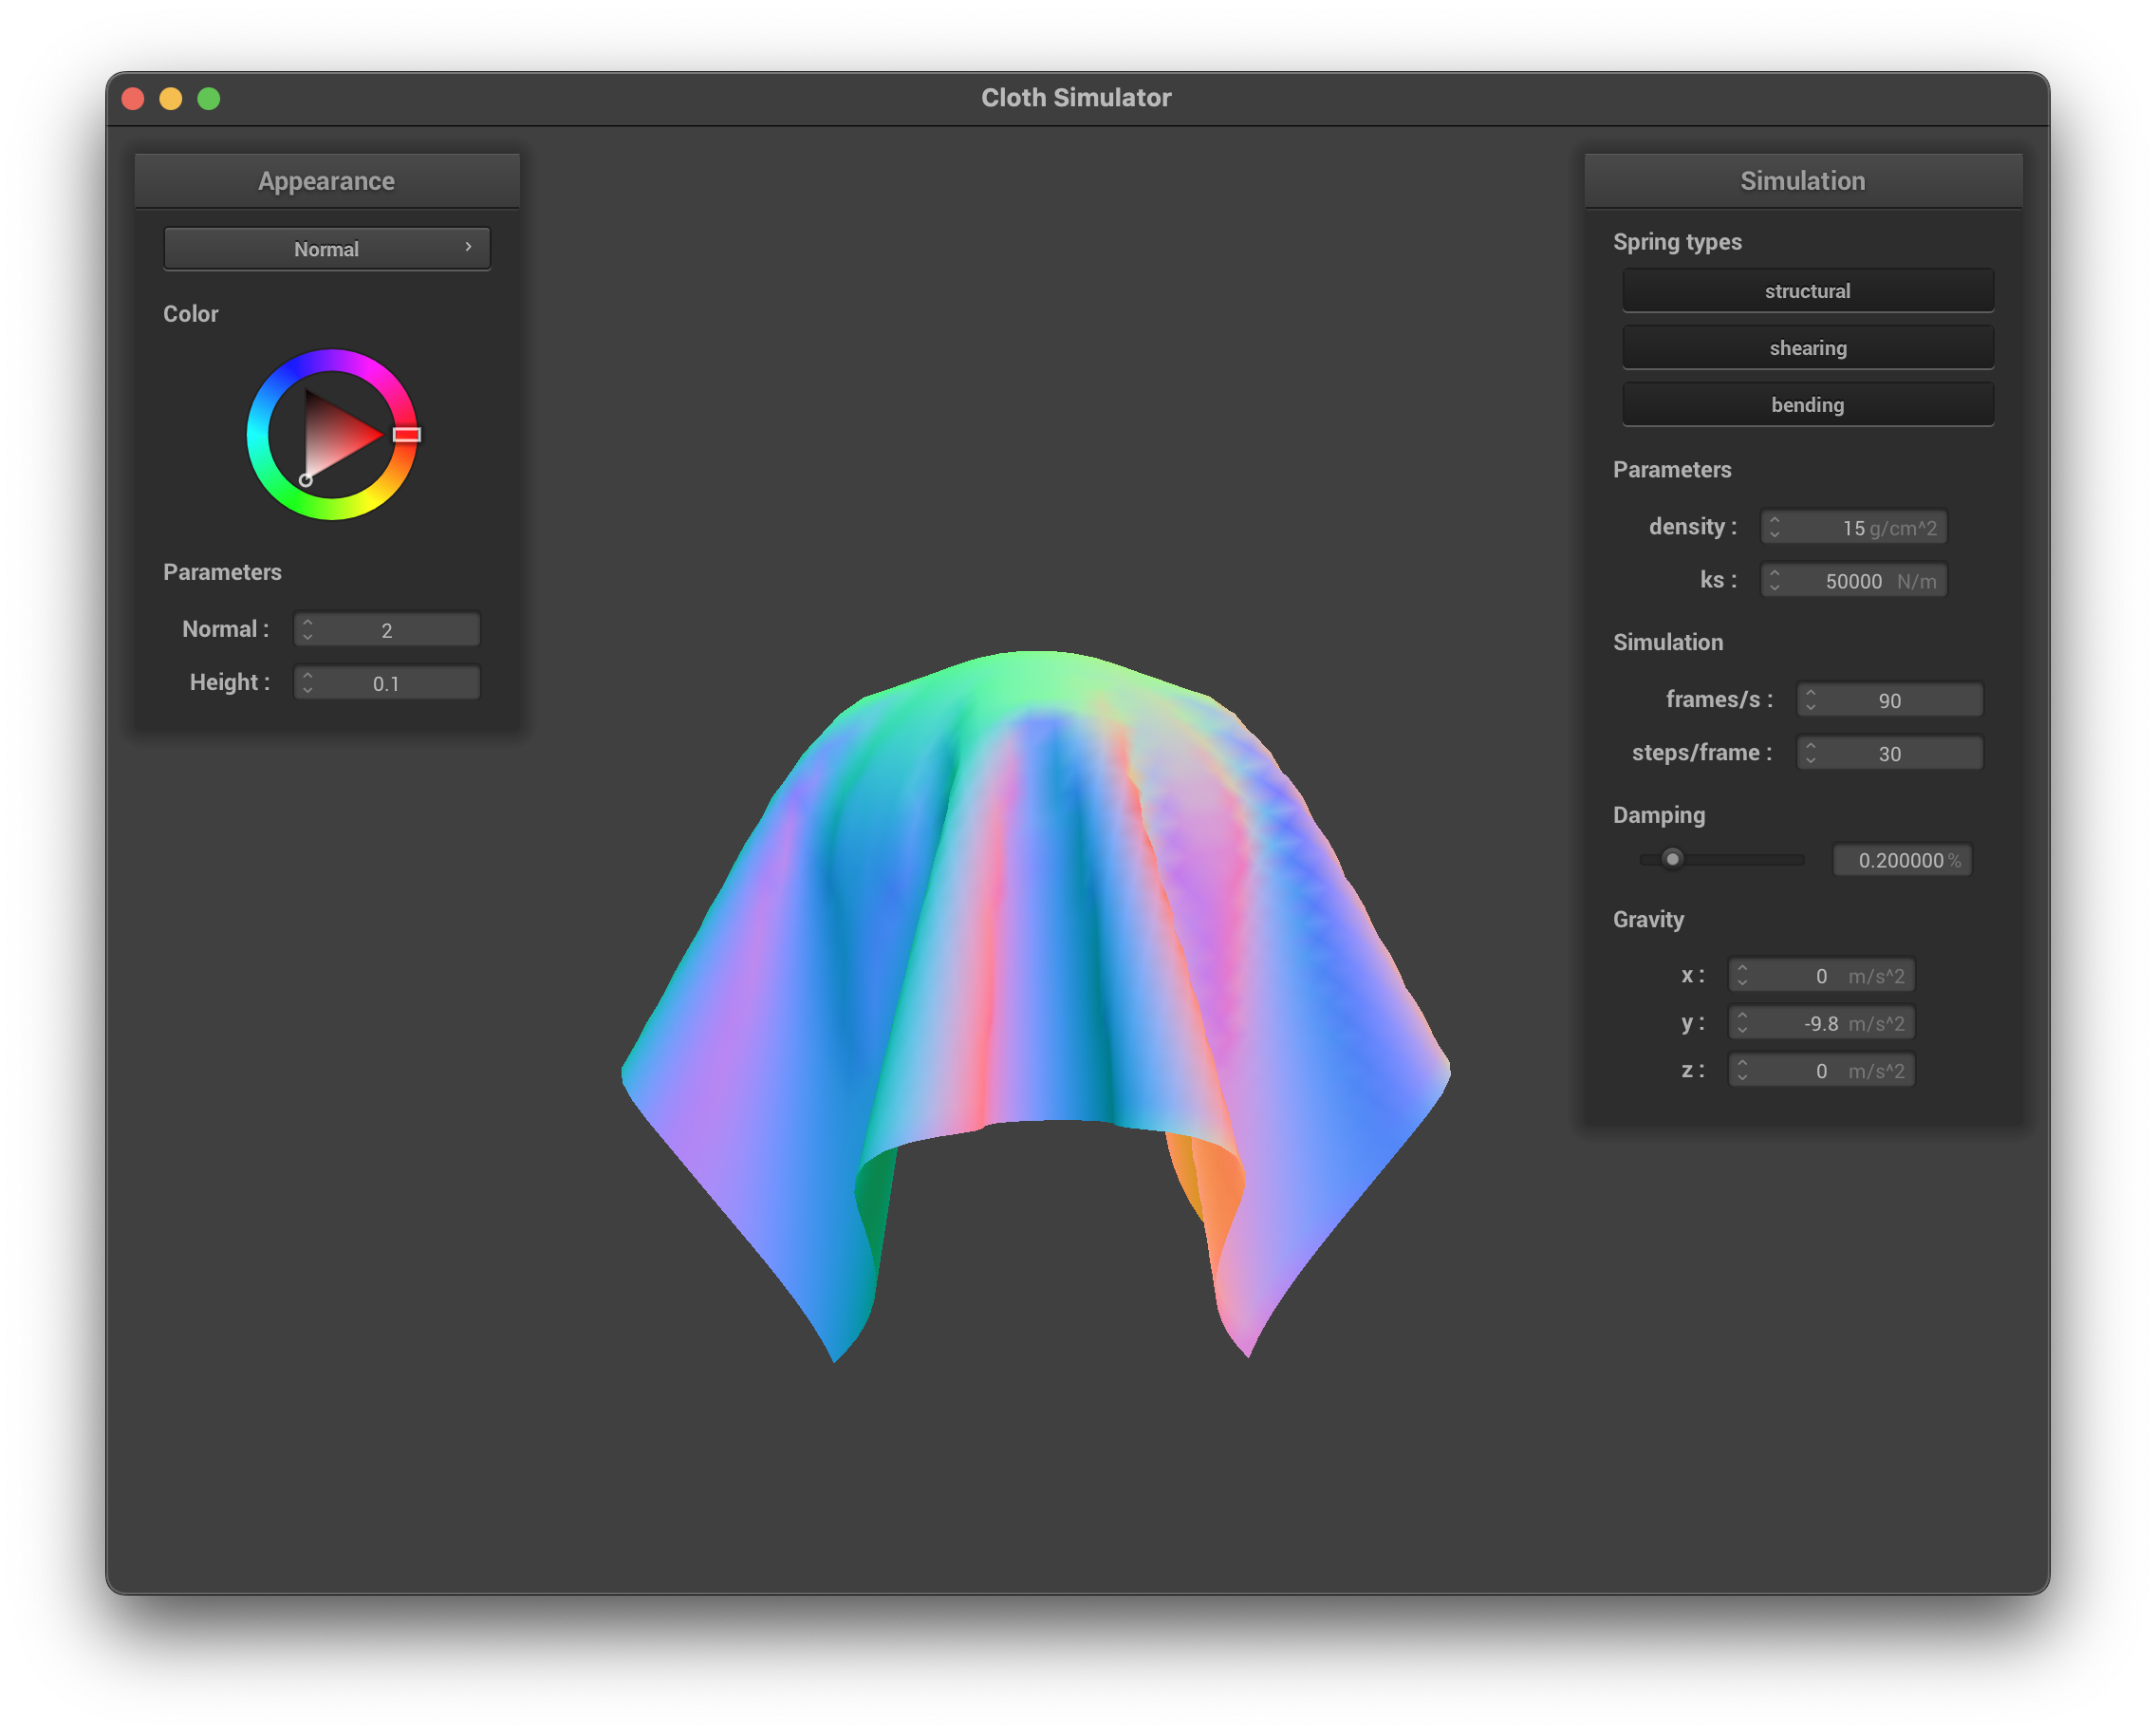 Cloth Simulator
Appearance
Normal
Color
Parameters
Normal : 2
Height : 0.1
Simulation
Spring types
structural
shearing
bending
Parameters
density : 15 g/cm^2
ks : 50000 N/m
Simulation
frames/s : 90
steps/frame : 30
Damping
0.200000 %
Gravity
x : 0 m/s^2
y : -9.8 m/s^2
z : 0 m/s^2